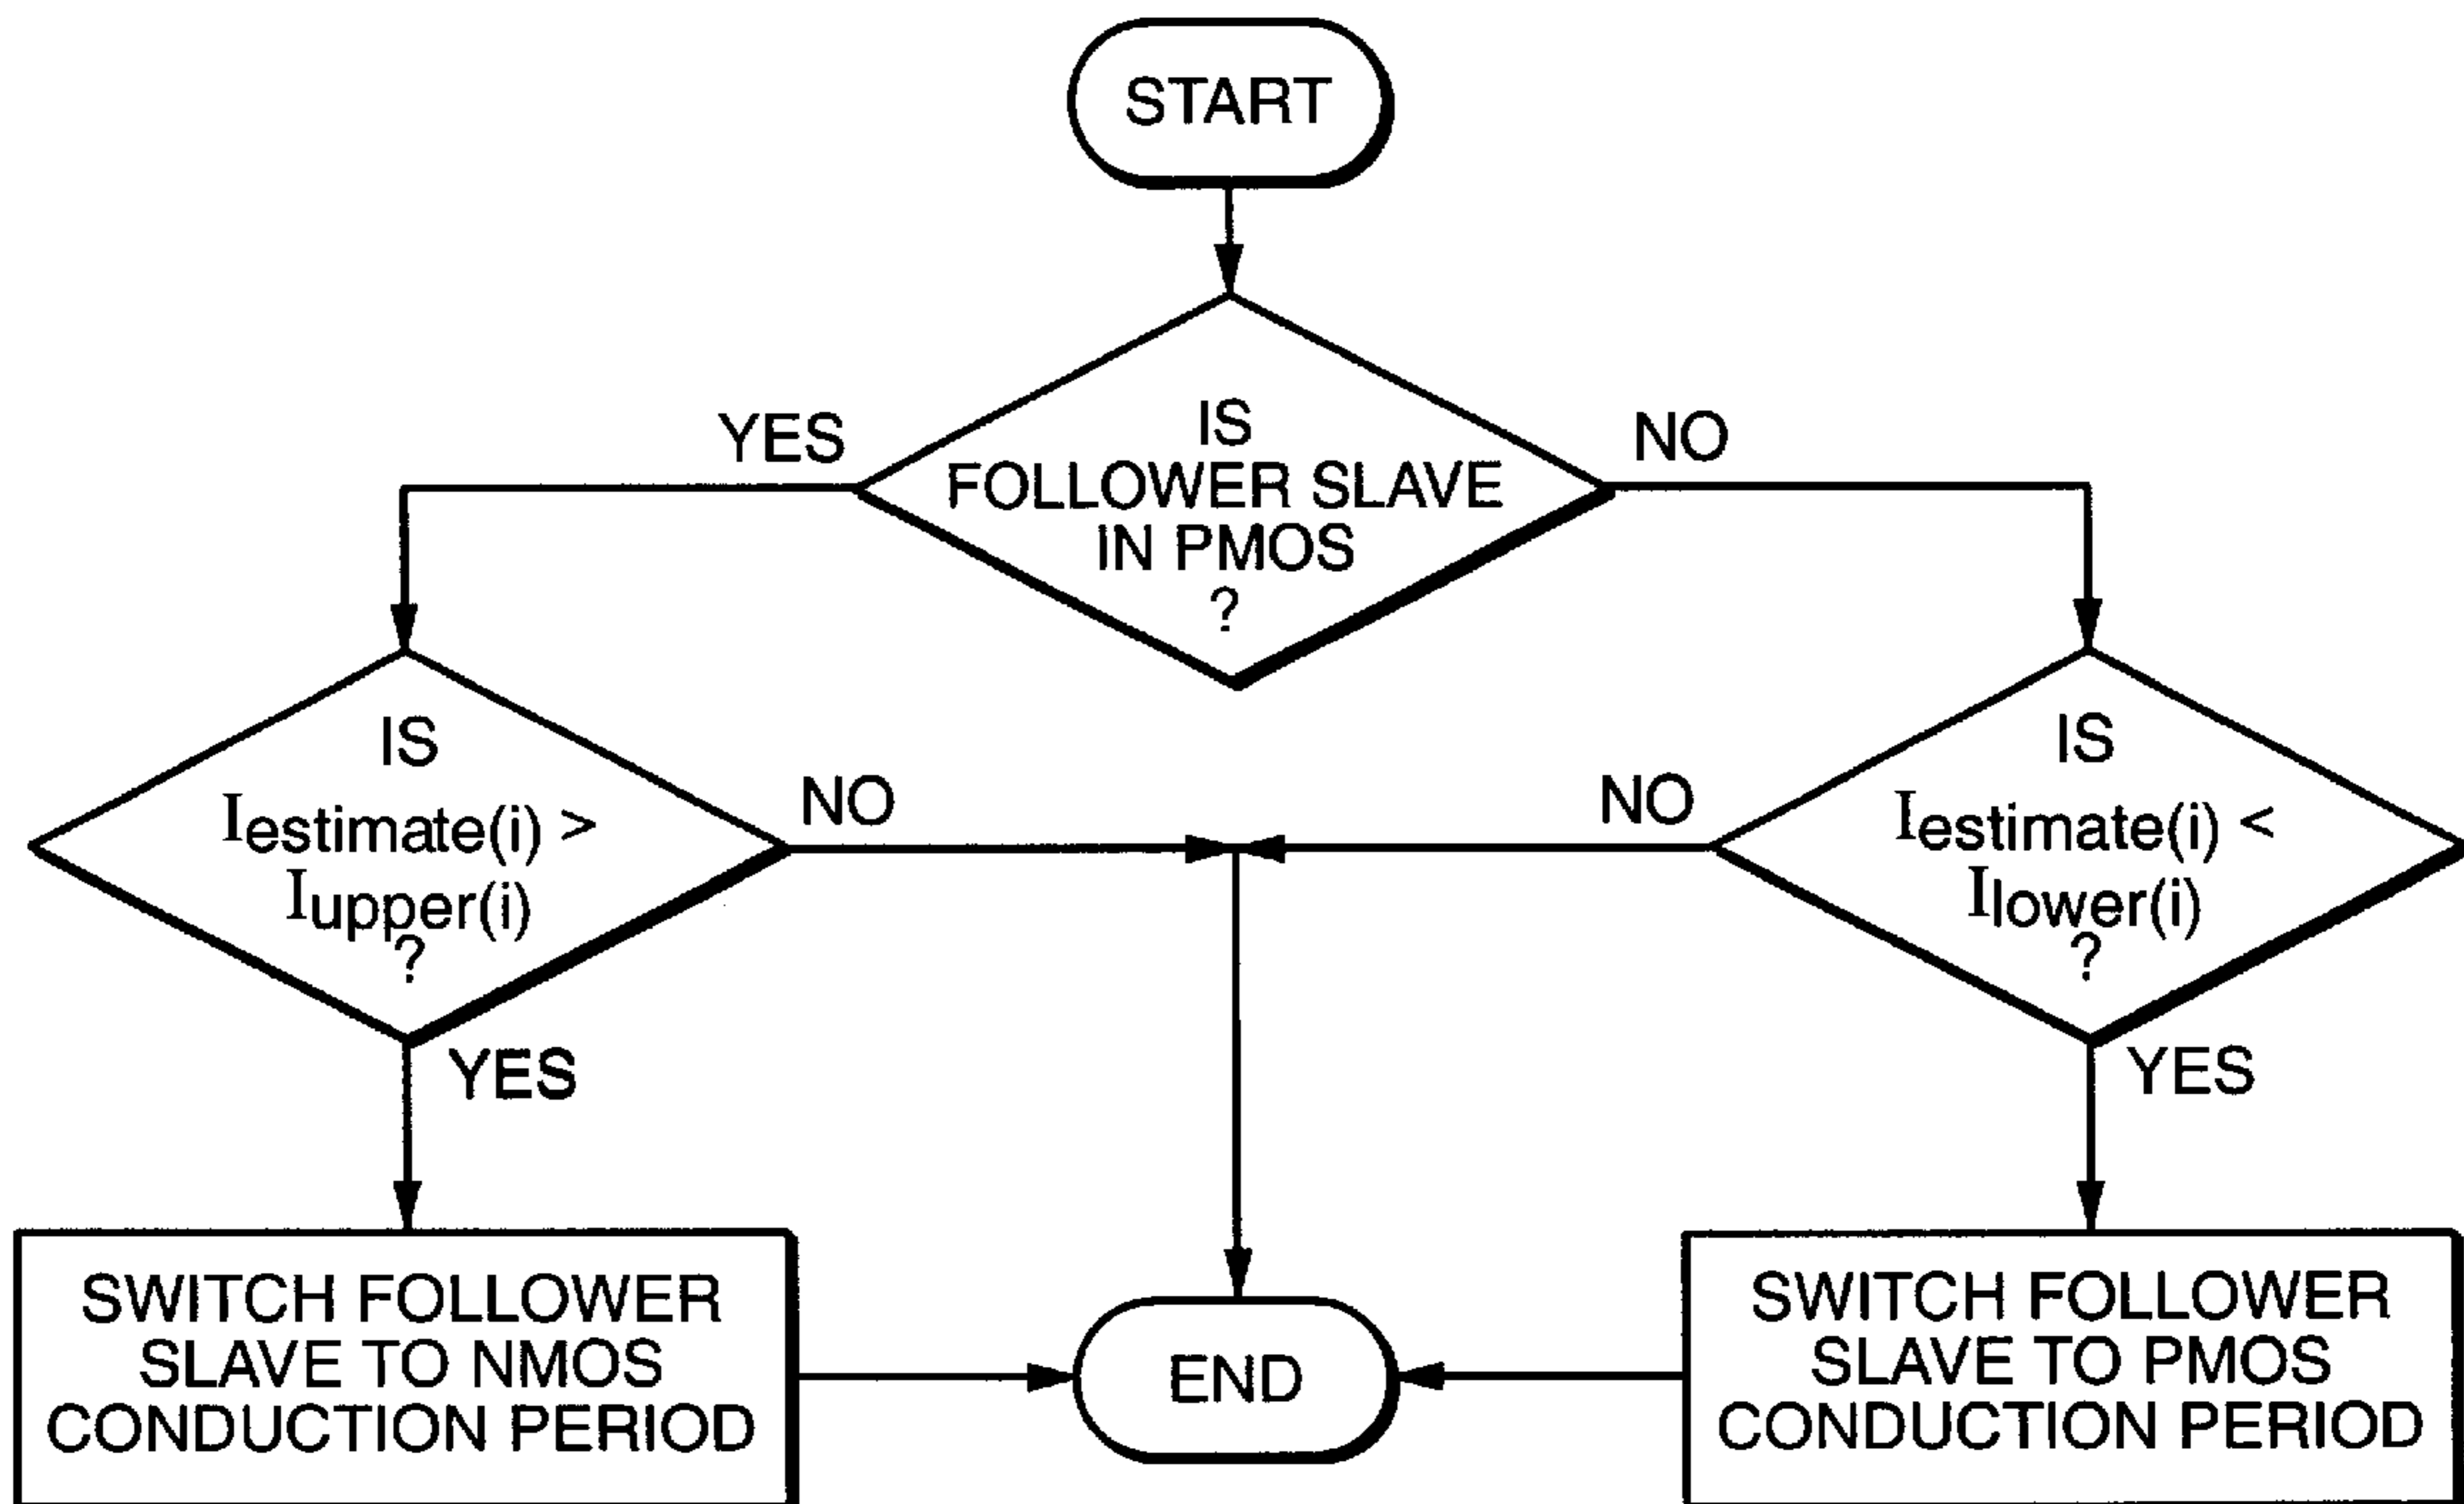 START
IS
FOLLOWER SLAVE
IN PMOS
?
YES
NO
IS
Iestimate(i) >
Iupper(i)
?
NO
YES
IS
Iestimate(i) <
Ilower(i)
?
NO
YES
SWITCH FOLLOWER
SLAVE TO NMOS
CONDUCTION PERIOD
END
SWITCH FOLLOWER
SLAVE TO PMOS
CONDUCTION PERIOD